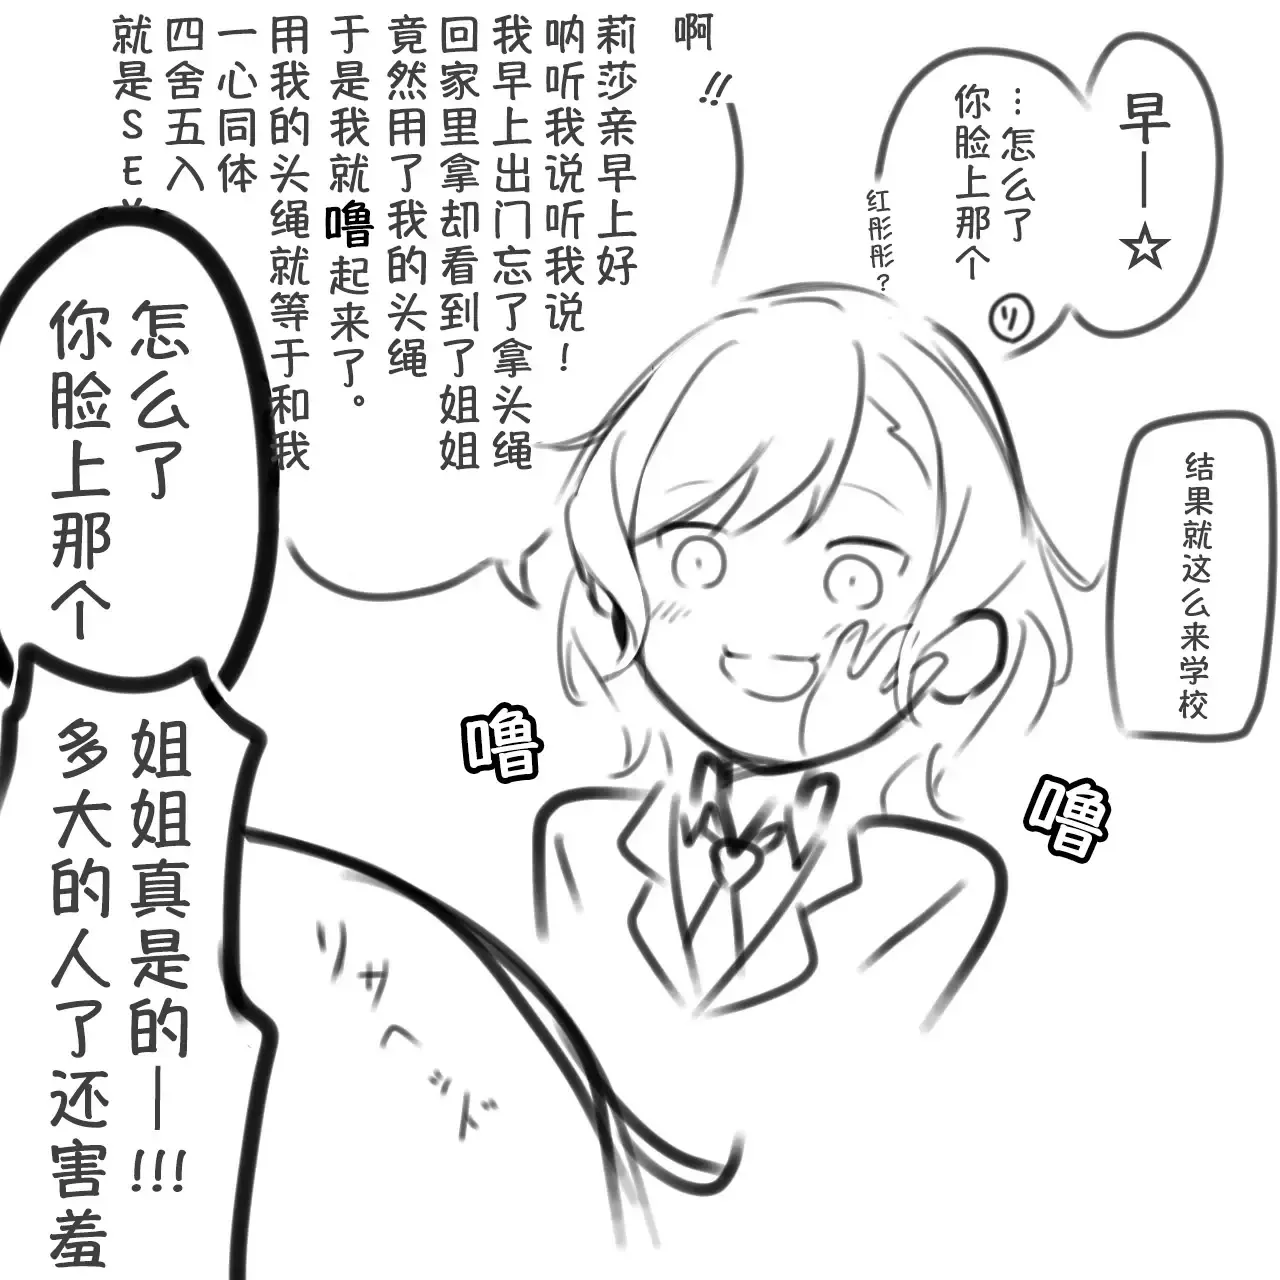 早—☆
…怎么了
你脸上那个
红彤彤?
リ
啊
!!
莉莎亲早上好
呐听我说听我说!
我早上出门忘了拿头绳
回家里拿却看到了姐姐
竟然用了我的头绳
于是我就噜起来了。
用我的头绳就等于和我
一心同体
四舍五入
就是SEX
结果就这么来学校
噜
噜
怎么了
你脸上那个
姐姐真是的—!!!
多大的人了还害羞
リサヘッド